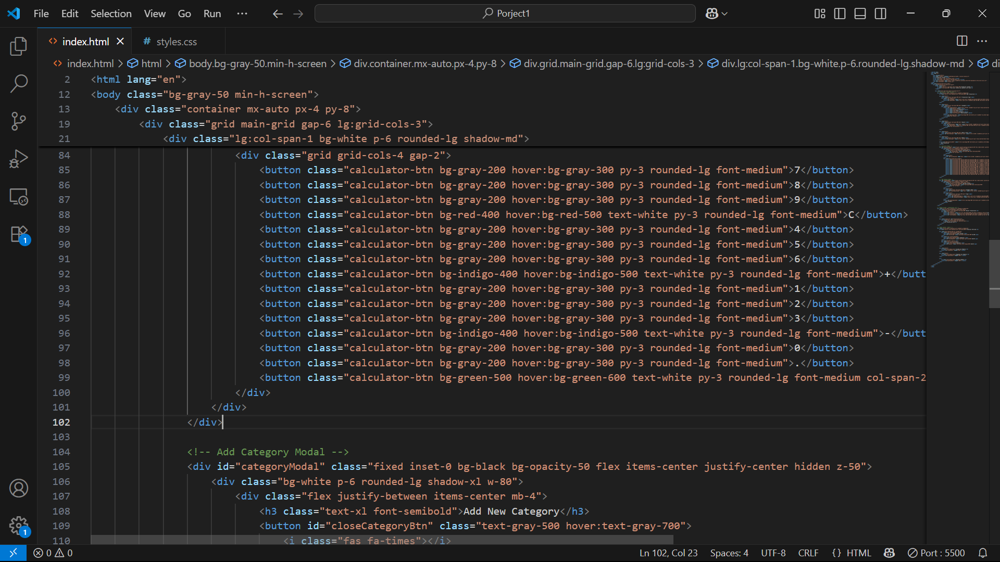 File Edit Selection View Go Run ··· Porject1
index.html styles.css
index.html > html > body.bg-gray-50.min-h-screen > div.container.mx-auto.px-4.py-8 > div.grid.main-grid.gap-6.lg:grid-cols-3 > div.lg:col-span-1.bg-white.p-6.rounded-lg.shadow-md > di
2 <html lang="en">
12 <body class="bg-gray-50 min-h-screen">
13 <div class="container mx-auto px-4 py-8">
19 <div class="grid main-grid gap-6 lg:grid-cols-3">
21 <div class="lg:col-span-1 bg-white p-6 rounded-lg shadow-md">
84 <div class="grid grid-cols-4 gap-2">
85 <button class="calculator-btn bg-gray-200 hover:bg-gray-300 py-3 rounded-lg font-medium">7</button>
86 <button class="calculator-btn bg-gray-200 hover:bg-gray-300 py-3 rounded-lg font-medium">8</button>
87 <button class="calculator-btn bg-gray-200 hover:bg-gray-300 py-3 rounded-lg font-medium">9</button>
88 <button class="calculator-btn bg-red-400 hover:bg-red-500 text-white py-3 rounded-lg font-medium">C</button>
89 <button class="calculator-btn bg-gray-200 hover:bg-gray-300 py-3 rounded-lg font-medium">4</button>
90 <button class="calculator-btn bg-gray-200 hover:bg-gray-300 py-3 rounded-lg font-medium">5</button>
91 <button class="calculator-btn bg-gray-200 hover:bg-gray-300 py-3 rounded-lg font-medium">6</button>
92 <button class="calculator-btn bg-indigo-400 hover:bg-indigo-500 text-white py-3 rounded-lg font-medium">+</butt
93 <button class="calculator-btn bg-gray-200 hover:bg-gray-300 py-3 rounded-lg font-medium">1</button>
94 <button class="calculator-btn bg-gray-200 hover:bg-gray-300 py-3 rounded-lg font-medium">2</button>
95 <button class="calculator-btn bg-gray-200 hover:bg-gray-300 py-3 rounded-lg font-medium">3</button>
96 <button class="calculator-btn bg-indigo-400 hover:bg-indigo-500 text-white py-3 rounded-lg font-medium">-</butt
97 <button class="calculator-btn bg-gray-200 hover:bg-gray-300 py-3 rounded-lg font-medium">0</button>
98 <button class="calculator-btn bg-gray-200 hover:bg-gray-300 py-3 rounded-lg font-medium">.</button>
99 <button class="calculator-btn bg-green-500 hover:bg-green-600 text-white py-3 rounded-lg font-medium col-span-2
100 </div>
101 </div>
102 </div>
103
104 <!-- Add Category Modal -->
105 <div id="categoryModal" class="fixed inset-0 bg-black bg-opacity-50 flex items-center justify-center hidden z-50">
106 <div class="bg-white p-6 rounded-lg shadow-xl w-80">
107 <div class="flex justify-between items-center mb-4">
108 <h3 class="text-xl font-semibold">Add New Category</h3>
109 <button id="closeCategoryBtn" class="text-gray-500 hover:text-gray-700">
110 <i class="fas fa-times"></i>
1
1
0 0 Ln 102, Col 23 Spaces: 4 UTF-8 CRLF {} HTML Port : 5500